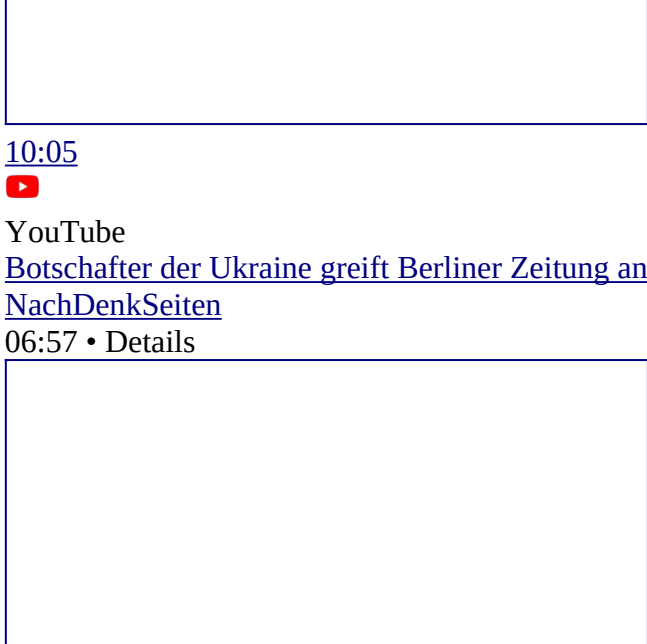 10:05
YouTube
Botschafter der Ukraine greift Berliner Zeitung an
NachDenkSeiten
06:57 • Details